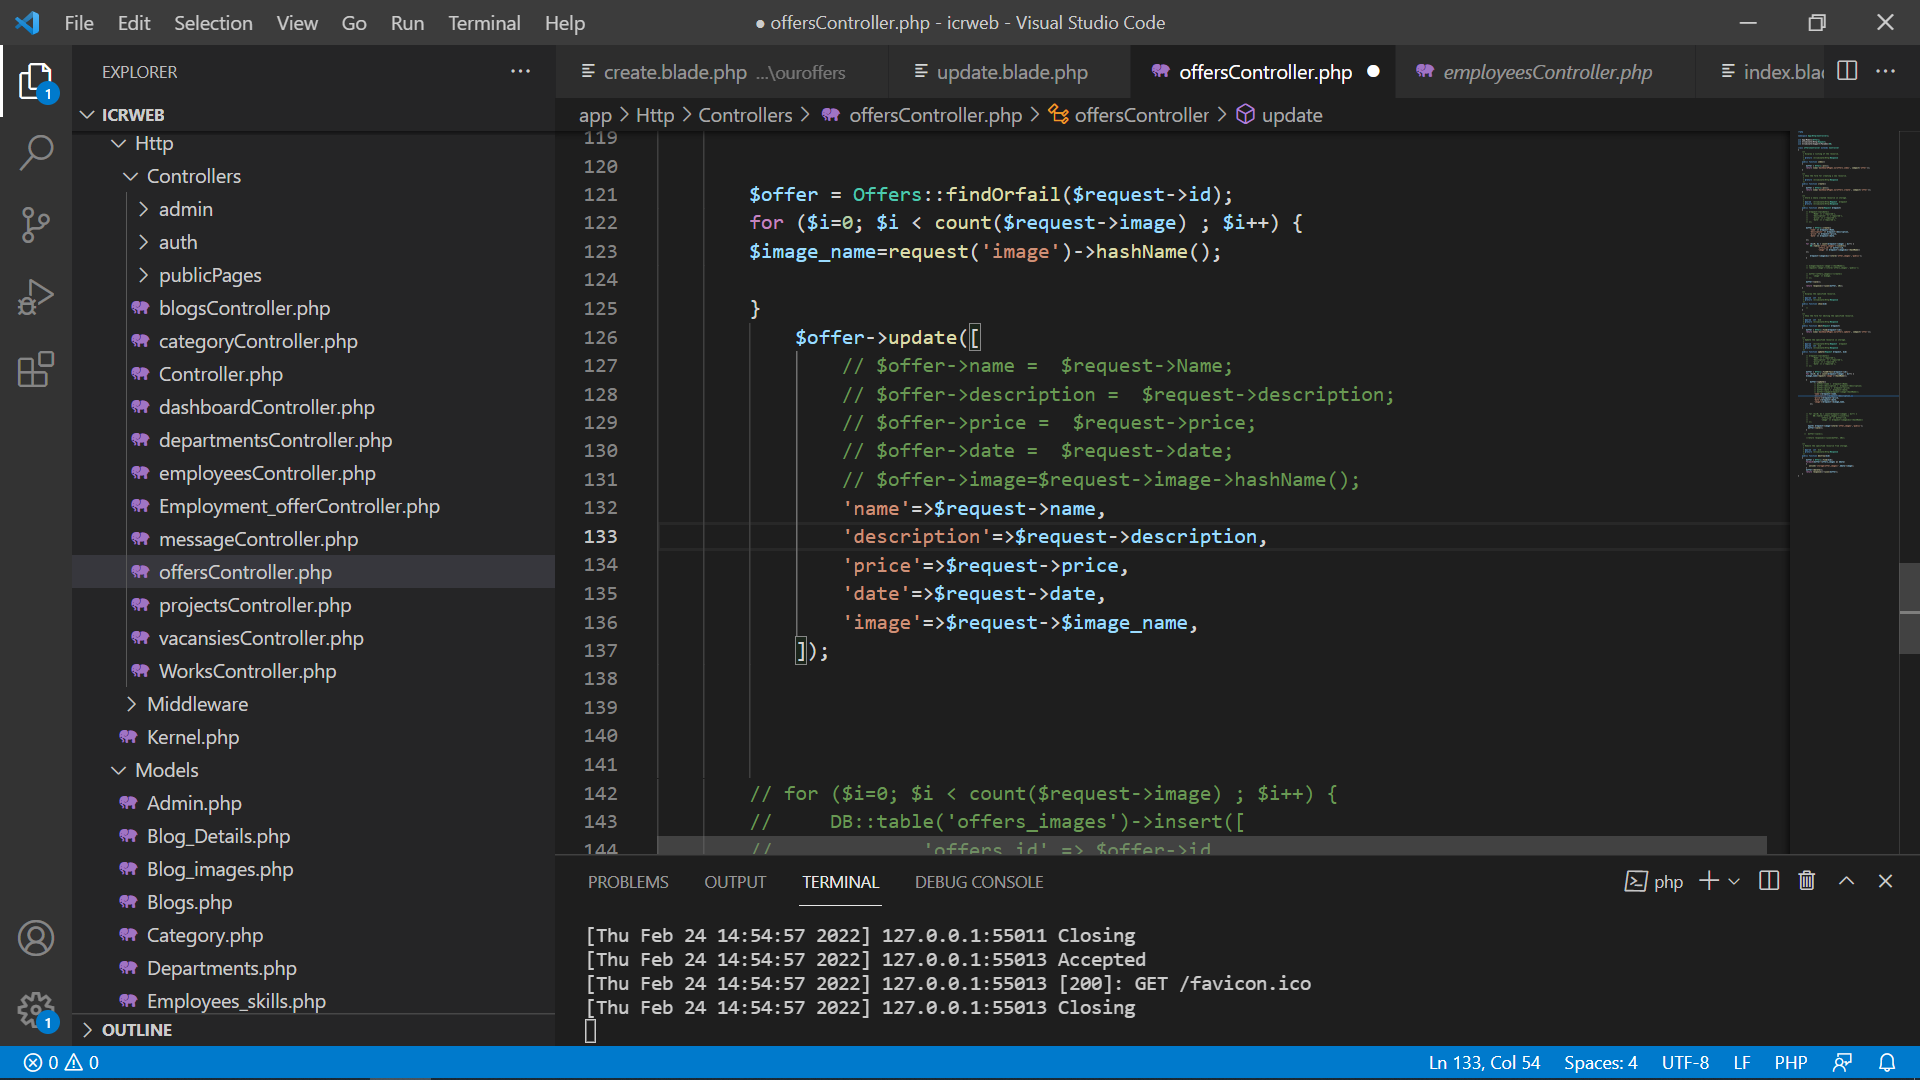 File Edit Selection View Go Run Terminal Help
● offersController.php - icrweb - Visual Studio Code
EXPLORER
create.blade.php ...\ouroffers
update.blade.php
offersController.php
employeesController.php
index.bla
ICRWEB
app > Http > Controllers > offersController.php > offersController > update
Http
Controllers
admin
auth
publicPages
blogsController.php
categoryController.php
Controller.php
dashboardController.php
departmentsController.php
employeesController.php
Employment_offerController.php
messageController.php
offersController.php
projectsController.php
vacansiesController.php
WorksController.php
Middleware
Kernel.php
Models
Admin.php
Blog_Details.php
Blog_images.php
Blogs.php
Category.php
Departments.php
Employees_skills.php
OUTLINE
119
120
121 $offer = Offers::findOrfail($request->id);
122 for ($i=0; $i < count($request->image) ; $i++) {
123 $image_name=request('image')->hashName();
124
125 }
126 $offer->update([
127 // $offer->name =  $request->Name;
128 // $offer->description =  $request->description;
129 // $offer->price =  $request->price;
130 // $offer->date =  $request->date;
131 // $offer->image=$request->image->hashName();
132 'name'=>$request->name,
133 'description'=>$request->description,
134 'price'=>$request->price,
135 'date'=>$request->date,
136 'image'=>$request->$image_name,
137 ]);
138
139
140
141
142 // for ($i=0; $i < count($request->image) ; $i++) {
143 //     DB::table('offers_images')->insert([
144 //             'offers_id' => $offer->id
PROBLEMS OUTPUT TERMINAL DEBUG CONSOLE
php
[Thu Feb 24 14:54:57 2022] 127.0.0.1:55011 Closing
[Thu Feb 24 14:54:57 2022] 127.0.0.1:55013 Accepted
[Thu Feb 24 14:54:57 2022] 127.0.0.1:55013 [200]: GET /favicon.ico
[Thu Feb 24 14:54:57 2022] 127.0.0.1:55013 Closing
1
1
0 0
Ln 133, Col 54 Spaces: 4 UTF-8 LF PHP